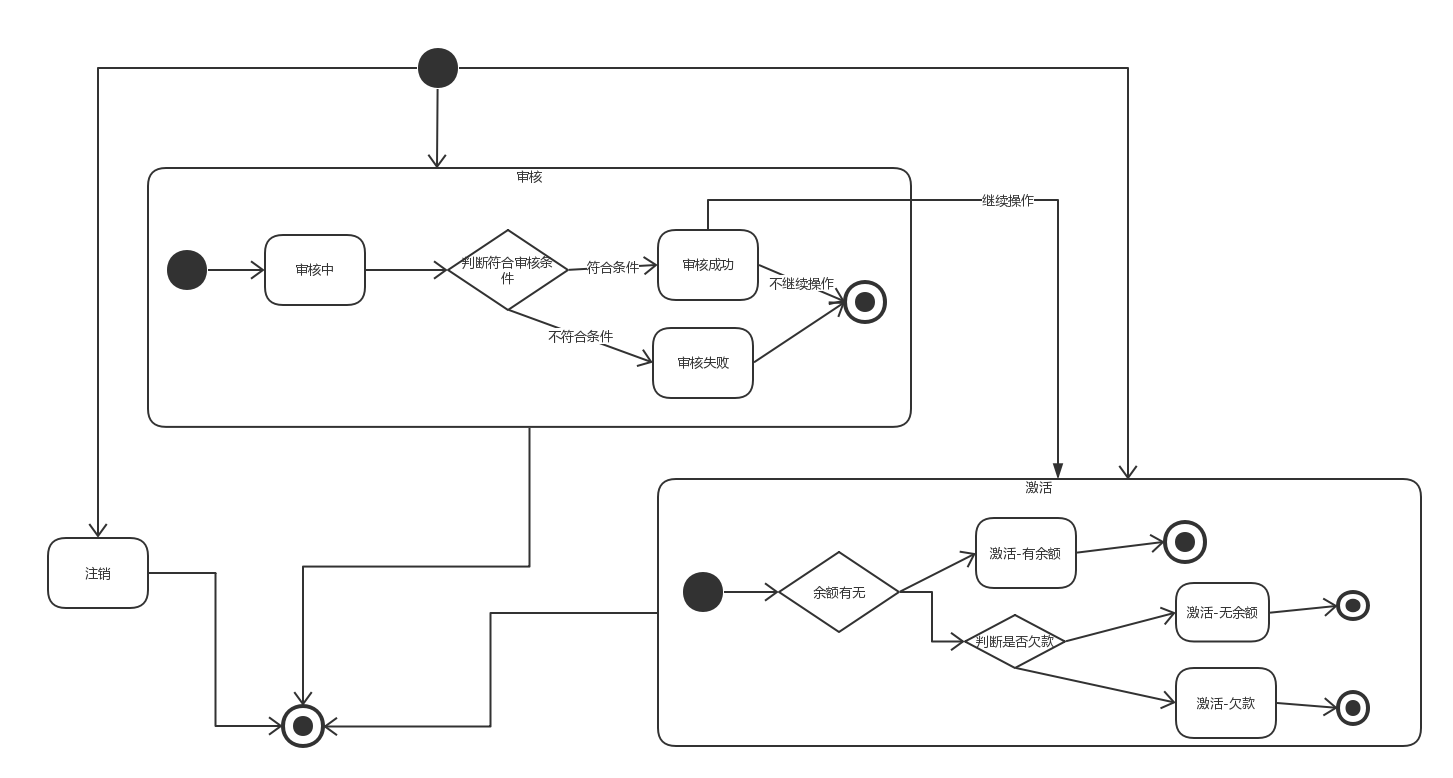 审核
继续操作
审核中
判断符合审核条
件
符合条件
审核成功
不继续操作
不符合条件
审核失败
激活
注销
余额有无
激活-有余额
判断是否欠款
激活-无余额
激活-欠款